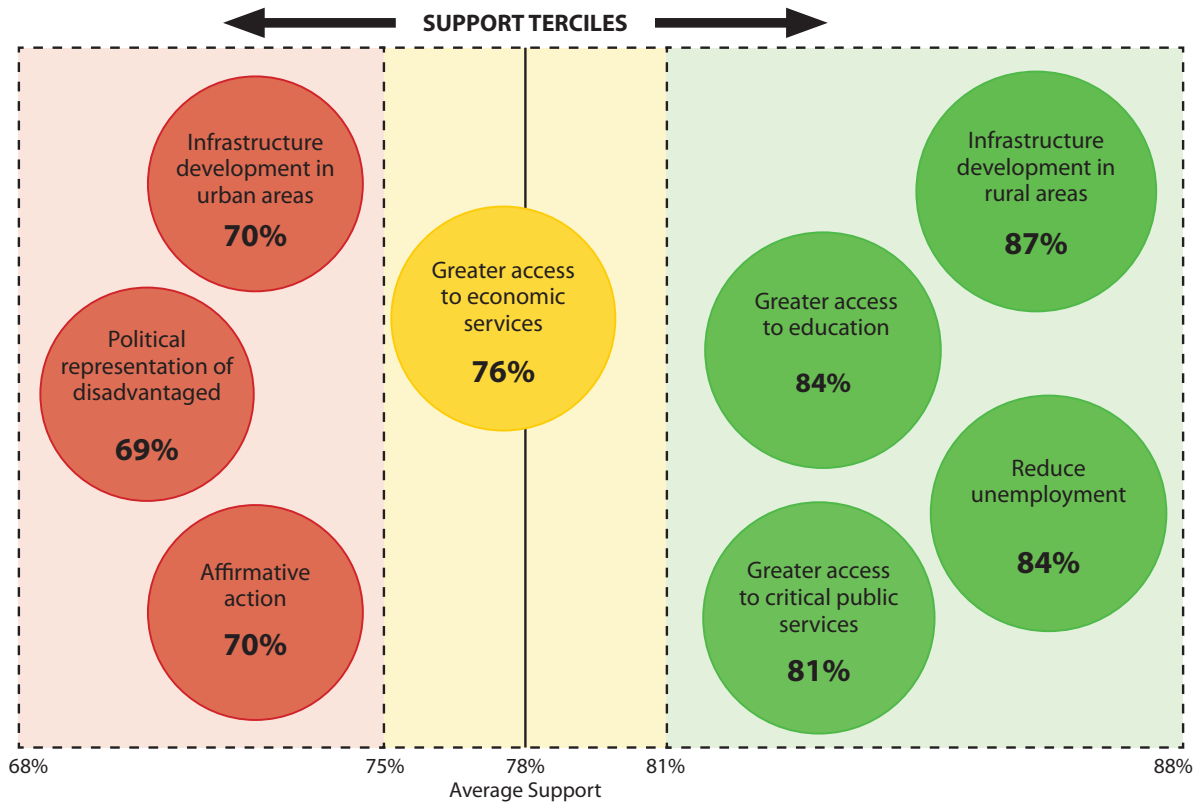 SUPPORT TERCILES
Infrastructure
development in
urban areas
70%
Political
representation of
disadvantaged
69%
Affirmative
action
70%
Greater access
to economic
services
76%
Infrastructure
development in
rural areas
87%
Greater access
to education
84%
Reduce
unemployment
84%
Greater access
to critical public
services
81%
68%
75%
78%
81%
88%
Average Support